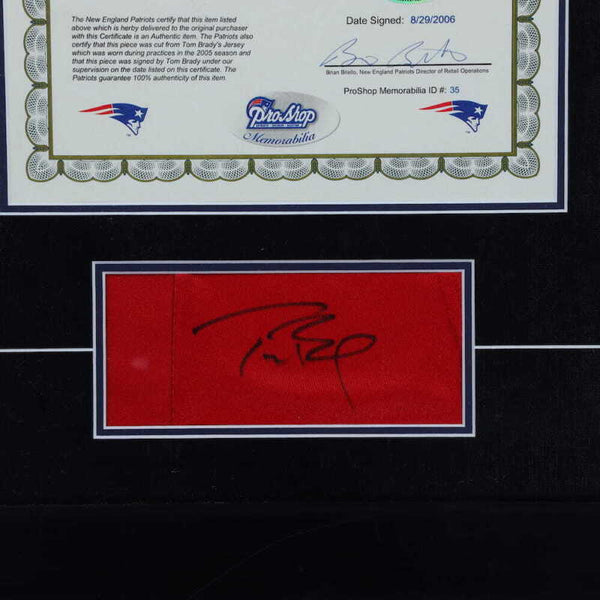 The New England Patriots certify that this item listed
above which is herby delivered to the original purchaser
with this Certificate is an Authentic item. The Patriots also
certify that this piece was cut from Tom Brady's Jersey
which was worn during practices in the 2005 season and
that this piece was signed by Tom Brady under our
supervision on the date listed on this certificate. The
Patriots guarantee 100% authenticity of this item.
Date Signed: 8/29/2006
Brian Briello, New England Patriots Director of Retail Operations
ProShop Memorabilia ID #: 35
ProShop
Memorabilia
Tom Brady